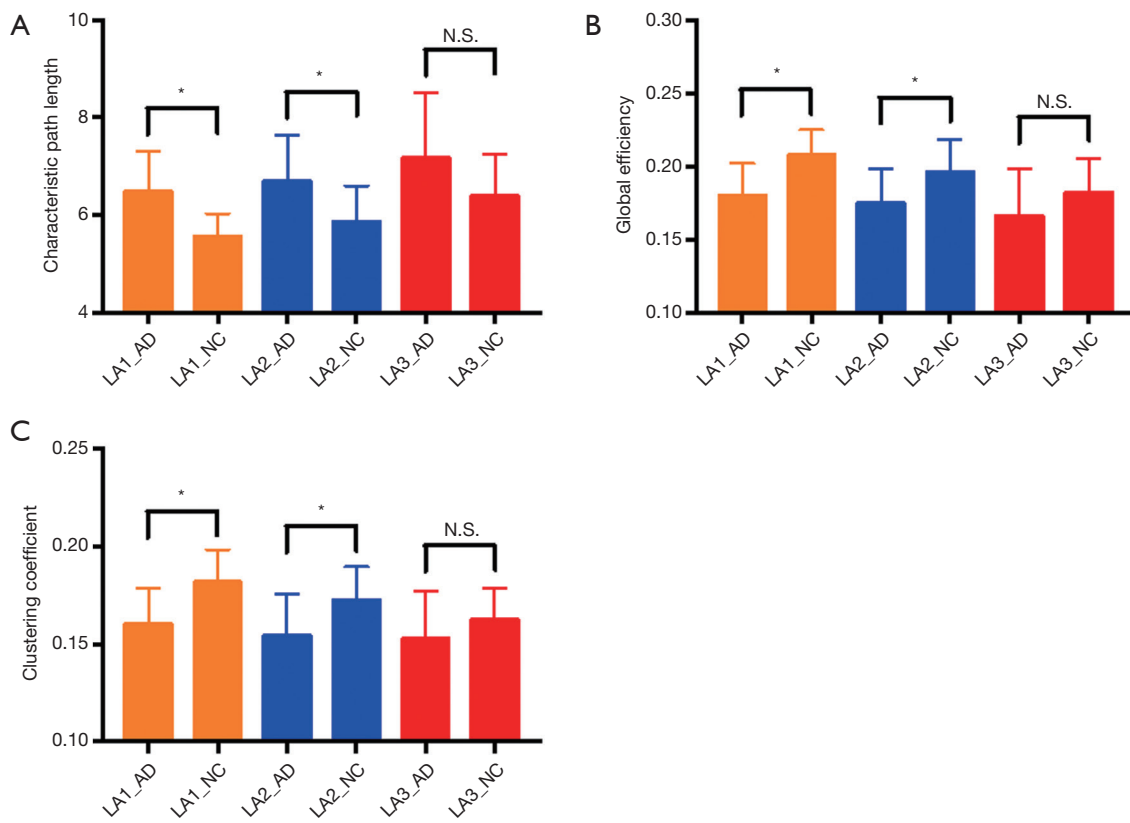 A
Characteristic path length
10
8
6
4
*
*
N.S.
LA1_AD
LA1_NC
LA2_AD
LA2_NC
LA3_AD
LA3_NC
B
Global efficiency
0.30
0.25
0.20
0.15
0.10
*
*
N.S.
LA1_AD
LA1_NC
LA2_AD
LA2_NC
LA3_AD
LA3_NC
C
Clustering coefficient
0.25
0.20
0.15
0.10
*
*
N.S.
LA1_AD
LA1_NC
LA2_AD
LA2_NC
LA3_AD
LA3_NC